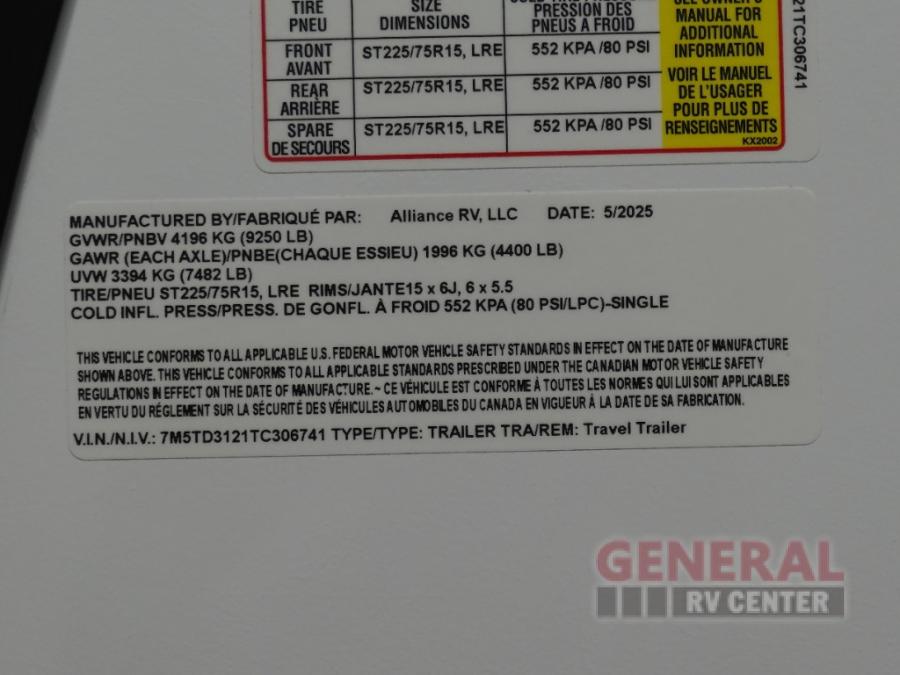 TIRE SIZE COLD TIRE PRESSURE SEE OWNER'S
PNEU DIMENSIONS PRESSION DES PNEUS A FROID MANUAL FOR
ADDITIONAL
INFORMATION
FRONT AVANT ST225/75R15, LRE 552 KPA /80 PSI
REAR ARRIÈRE ST225/75R15, LRE 552 KPA /80 PSI
SPARE DE SECOURS ST225/75R15, LRE 552 KPA /80 PSI
VOIR LE MANUEL
DE L'USAGER
POUR PLUS DE
RENSEIGNEMENTS
KX2002
21TC306741
MANUFACTURED BY/FABRIQUÉ PAR: Alliance RV, LLC DATE: 5/2025
GVWR/PNBV 4196 KG (9250 LB)
GAWR (EACH AXLE)/PNBE(CHAQUE ESSIEU) 1996 KG (4400 LB)
UVW 3394 KG (7482 LB)
TIRE/PNEU ST225/75R15, LRE RIMS/JANTE15 x 6J, 6 x 5.5
COLD INFL. PRESS/PRESS. DE GONFL. À FROID 552 KPA (80 PSI/LPC)-SINGLE
THIS VEHICLE CONFORMS TO ALL APPLICABLE U.S. FEDERAL MOTOR VEHICLE SAFETY STANDARDS IN EFFECT ON THE DATE OF MANUFACTURE
SHOWN ABOVE. THIS VEHICLE CONFORMS TO ALL APPLICABLE STANDARDS PRESCRIBED UNDER THE CANADIAN MOTOR VEHICLE SAFETY
REGULATIONS IN EFFECT ON THE DATE OF MANUFACTURE. ~ CE VÉHICULE EST CONFORME À TOUTES LES NORMES QUI LUI SONT APPLICABLES
EN VERTU DU RÉGLEMENT SUR LA SÉCURITÉ DES VÉHICULES AUTOMOBILES DU CANADA EN VIGUEUR À LA DATE DE SA FABRICATION.
V.I.N./N.I.V.: 7M5TD3121TC306741 TYPE/TYPE: TRAILER TRA/REM: Travel Trailer
GENERAL
RV CENTER